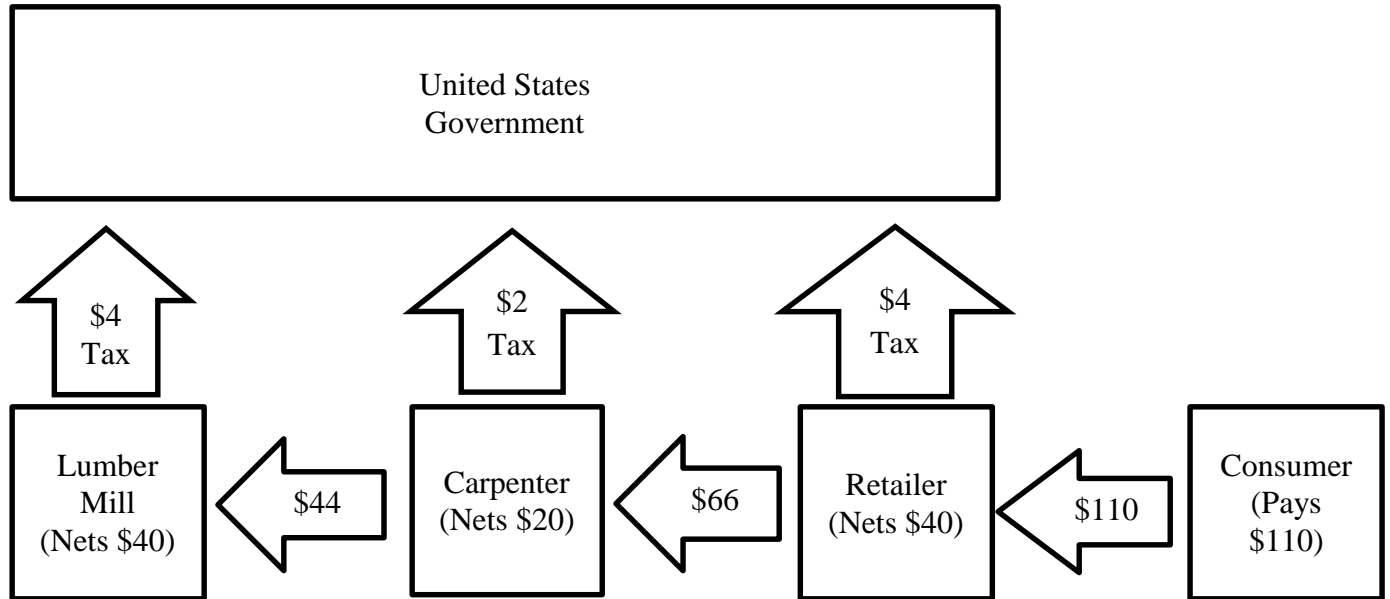 United States
Government
$4
Tax
$2
Tax
$4
Tax
Lumber
Mill
(Nets $40)
$44
Carpenter
(Nets $20)
$66
Retailer
(Nets $40)
$110
Consumer
(Pays
$110)